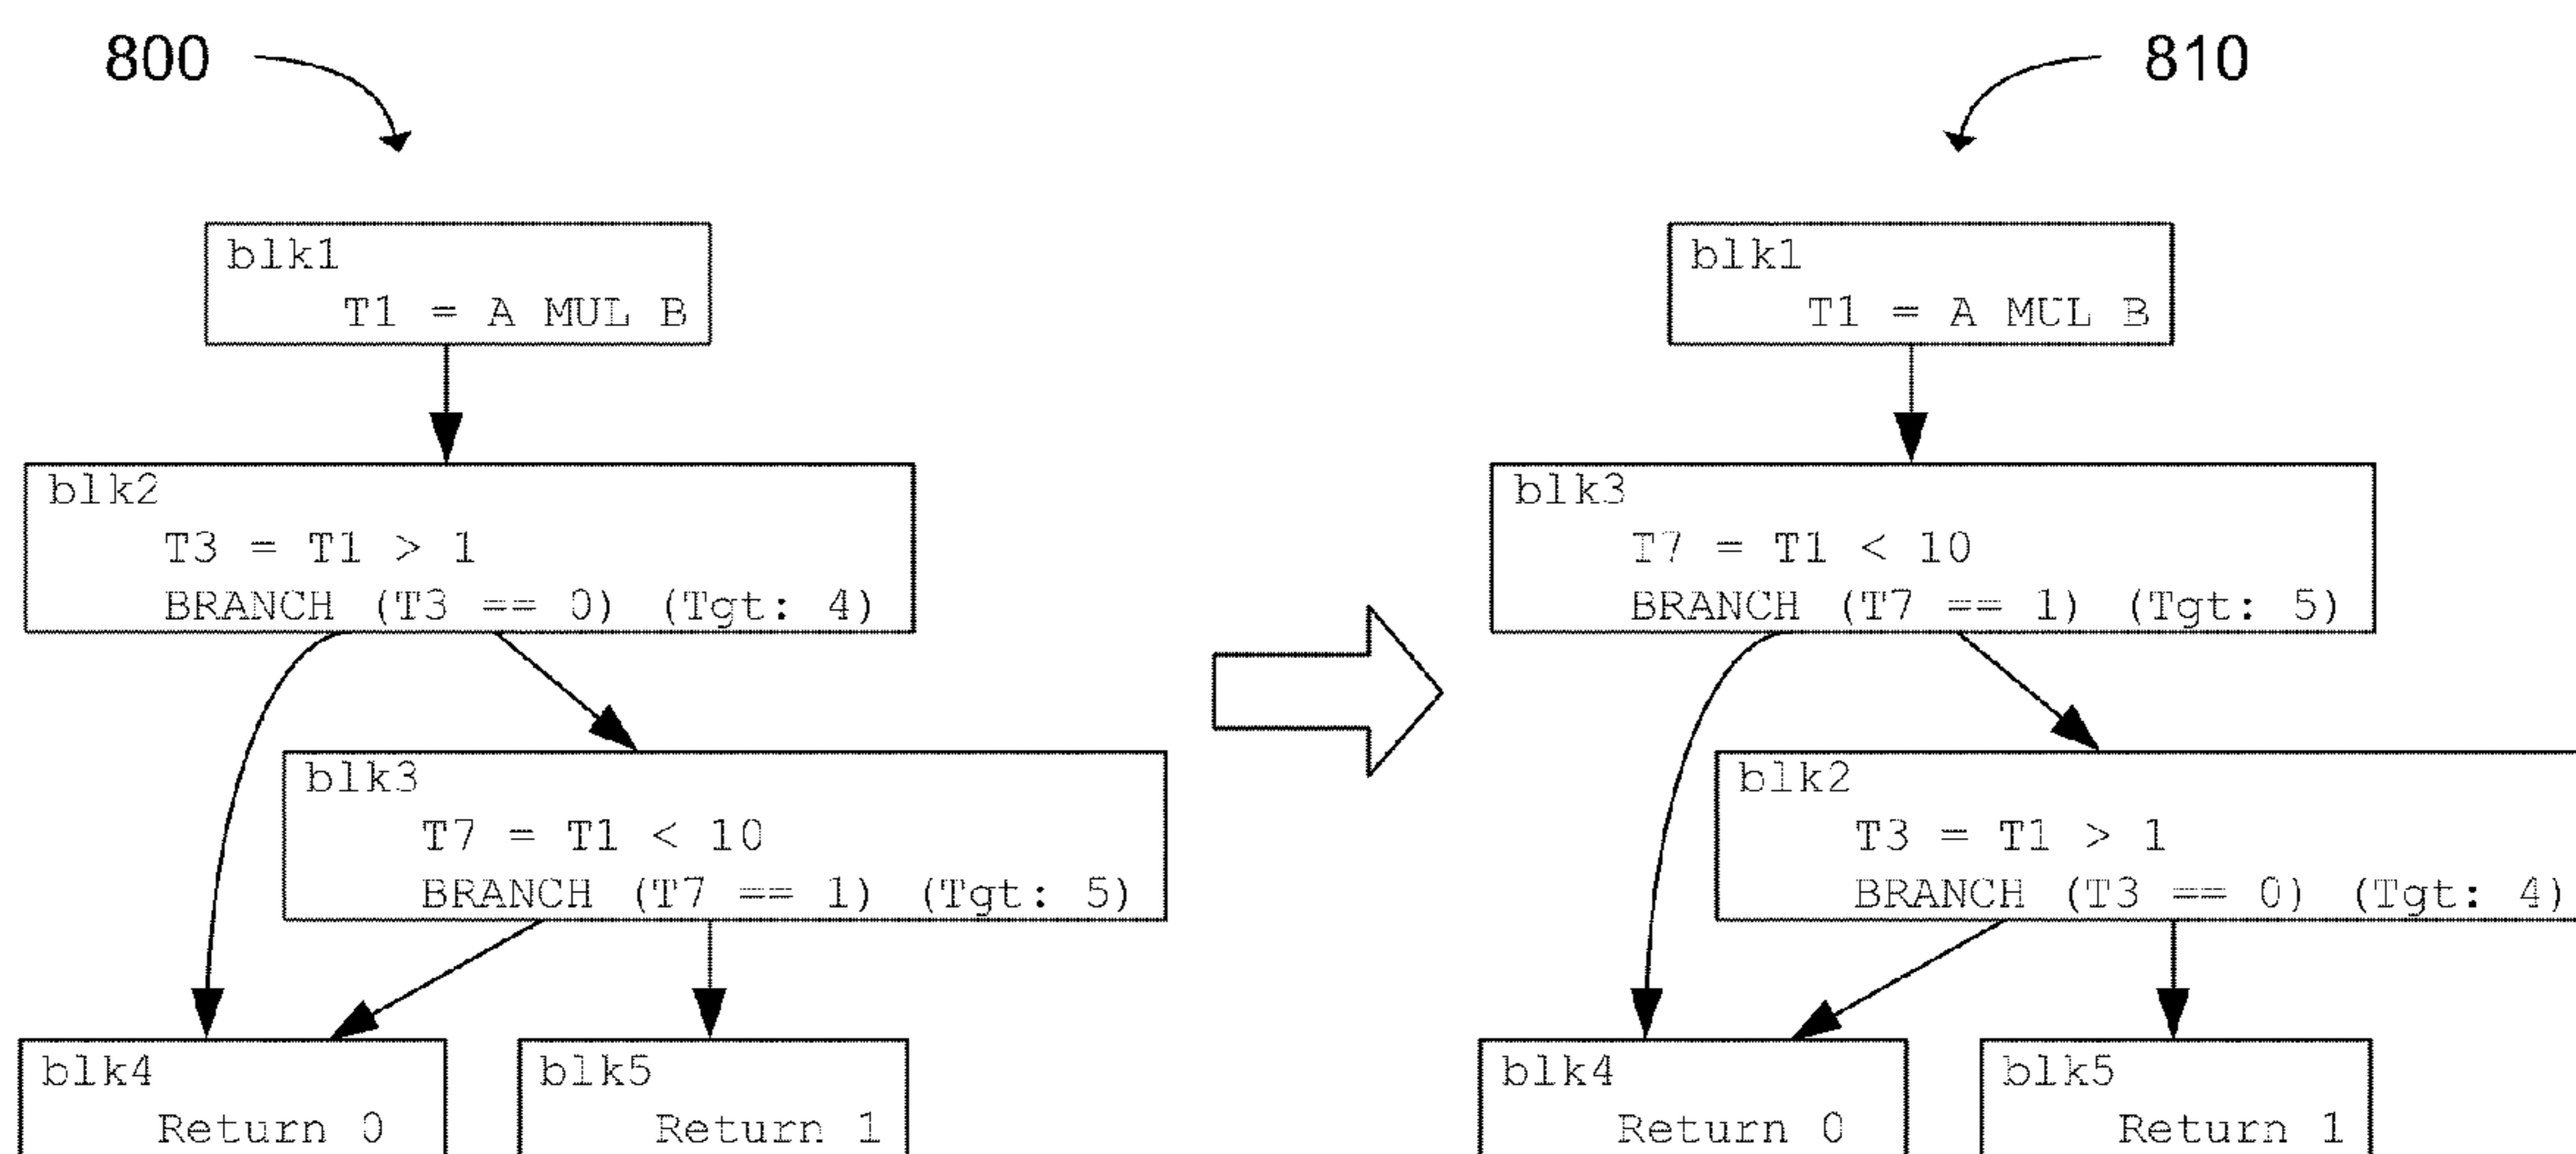 800
blk1
T1 = A MUL B
blk2
T3 = T1 > 1
BRANCH (T3 == 0) (Tgt: 4)
blk3
T7 = T1 < 10
BRANCH (T7 == 1) (Tgt: 5)
blk4
Return 0
blk5
Return 1
810
blk1
T1 = A MUL B
blk3
T7 = T1 < 10
BRANCH (T7 == 1) (Tgt: 5)
blk2
T3 = T1 > 1
BRANCH (T3 == 0) (Tgt: 4)
blk4
Return 0
blk5
Return 1